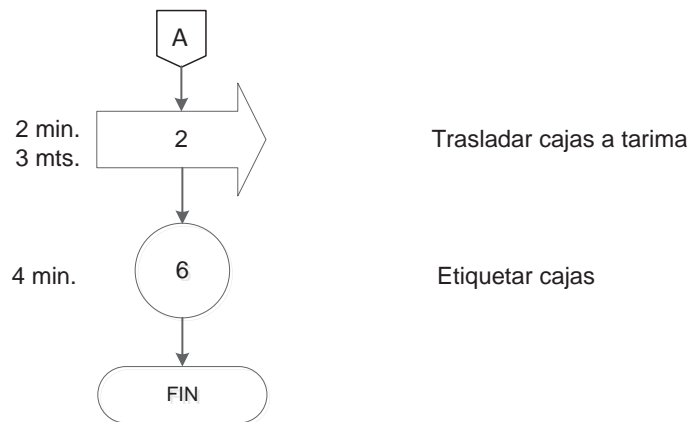 A
2 min.
3 mts.
2
Trasladar cajas a tarima
4 min.
6
Etiquetar cajas
FIN